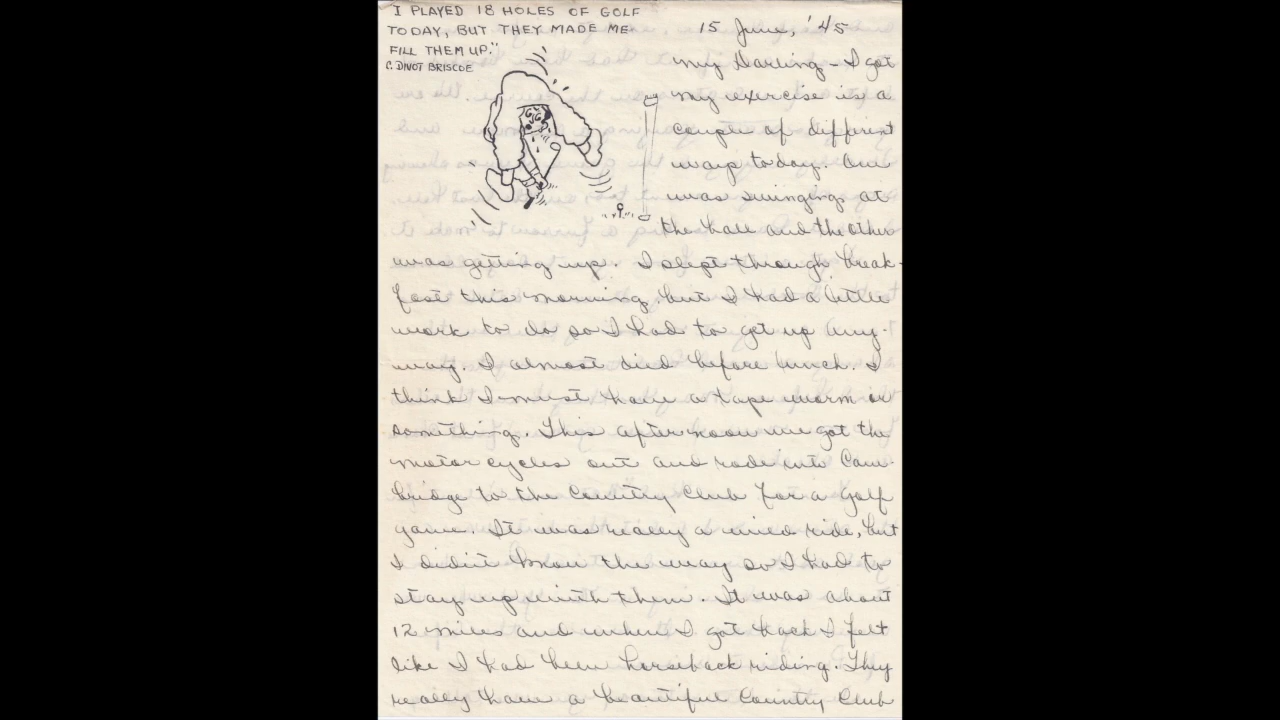 "I PLAYED 18 HOLES OF GOLF
TODAY, BUT THEY MADE ME
FILL THEM UP."
C. DIVOT BRISCOE
15 June, '45
My Darling - I got
my exercise is a
couple of different
ways today. One
was swinging at
the ball and the other
was getting up. I slept through break-
fast this morning, but I had a little
work to do so I had to get up any-
way. I almost died before lunch. I
think I must have a tape worm or
something. This afternoon we got the
motor cycles out and rode into Cam-
bridge to the Country Club for a golf
game. It was really a wild ride, but
I didn't know the way so I had to
stay up with them. It was about
12 miles and when I got back I felt
like I had been horseback riding. They
really have a beautiful Country Club